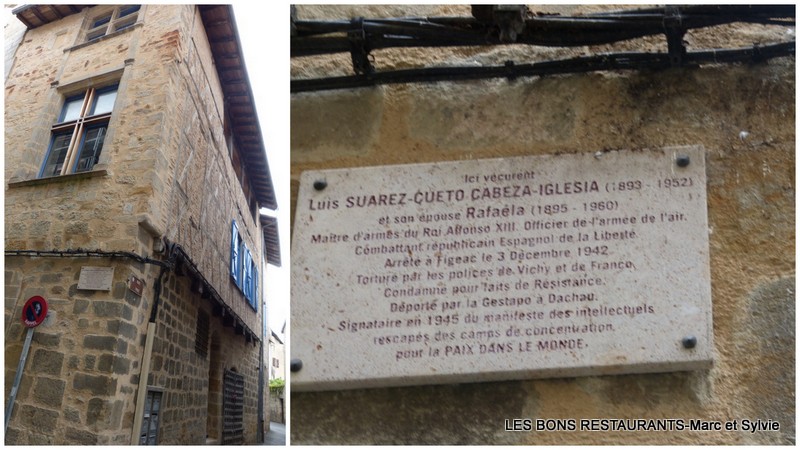 Ici vécurent
Luis SUAREZ-CUETO CABEZA-IGLESIA (1893 - 1952)
et son épouse Rafaëla (1895 - 1960)
Maître d'armes du Roi Alfonso XIII. Officier de l'armée de l'air.
Combattant républicain Espagnol de la Liberté.
Arrêté à Figeac le 3 Décembre 1942
Torturé par les polices de Vichy et de Franco.
Condamné pour faits de Résistance.
Déporté par la Gestapo à Dachau.
Signataire en 1945 du manifeste des intellectuels
rescapés des camps de concentration,
pour la PAIX DANS LE MONDE.
LES BONS RESTAURANTS-Marc et Sylvie